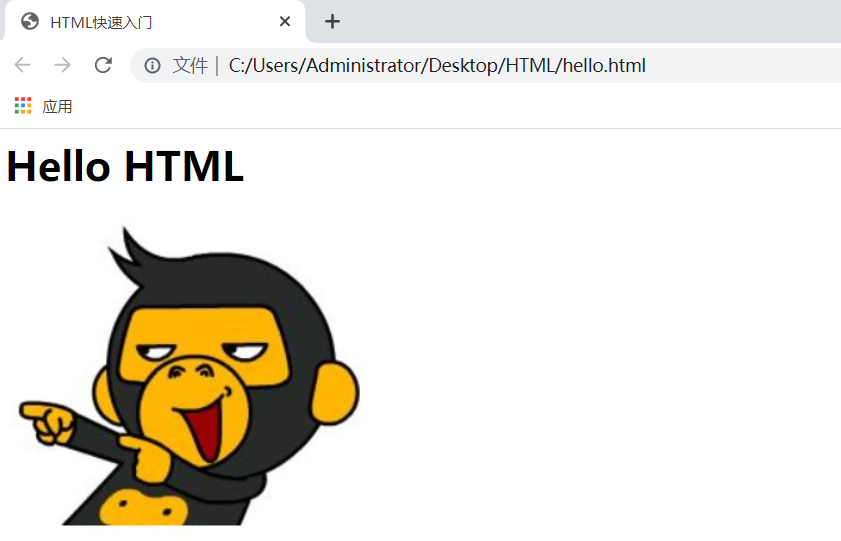 HTML快速入门
文件 | C:/Users/Administrator/Desktop/HTML/hello.html
应用
Hello HTML